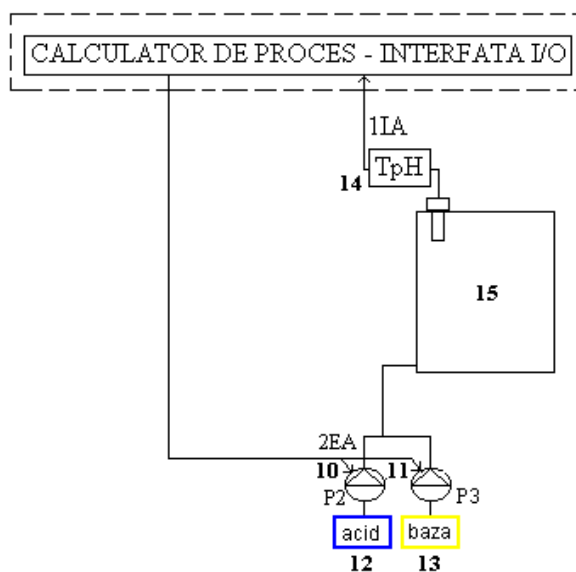 CALCULATOR DE PROCES - INTERFATA I/O
1IA
TpH
14
15
2EA
10
11
P2
P3
acid
baza
12
13